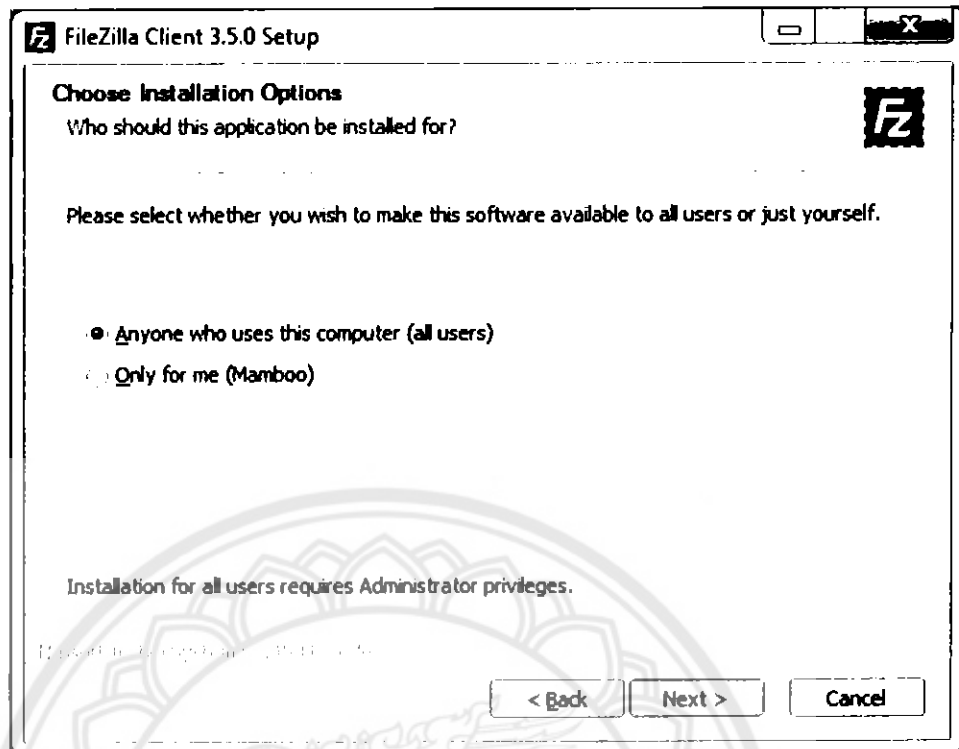 FileZilla Client 3.5.0 Setup
Choose Installation Options
Who should this application be installed for?
Please select whether you wish to make this software available to all users or just yourself.
Anyone who uses this computer (all users)
Only for me (Mamboo)
Installation for all users requires Administrator privileges.
< Back
Next >
Cancel